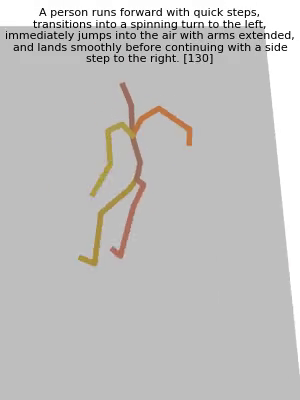 A person runs forward with quick steps,
transitions into a spinning turn to the left,
immediately jumps into the air with arms extended,
and lands smoothly before continuing with a side
step to the right. [130]